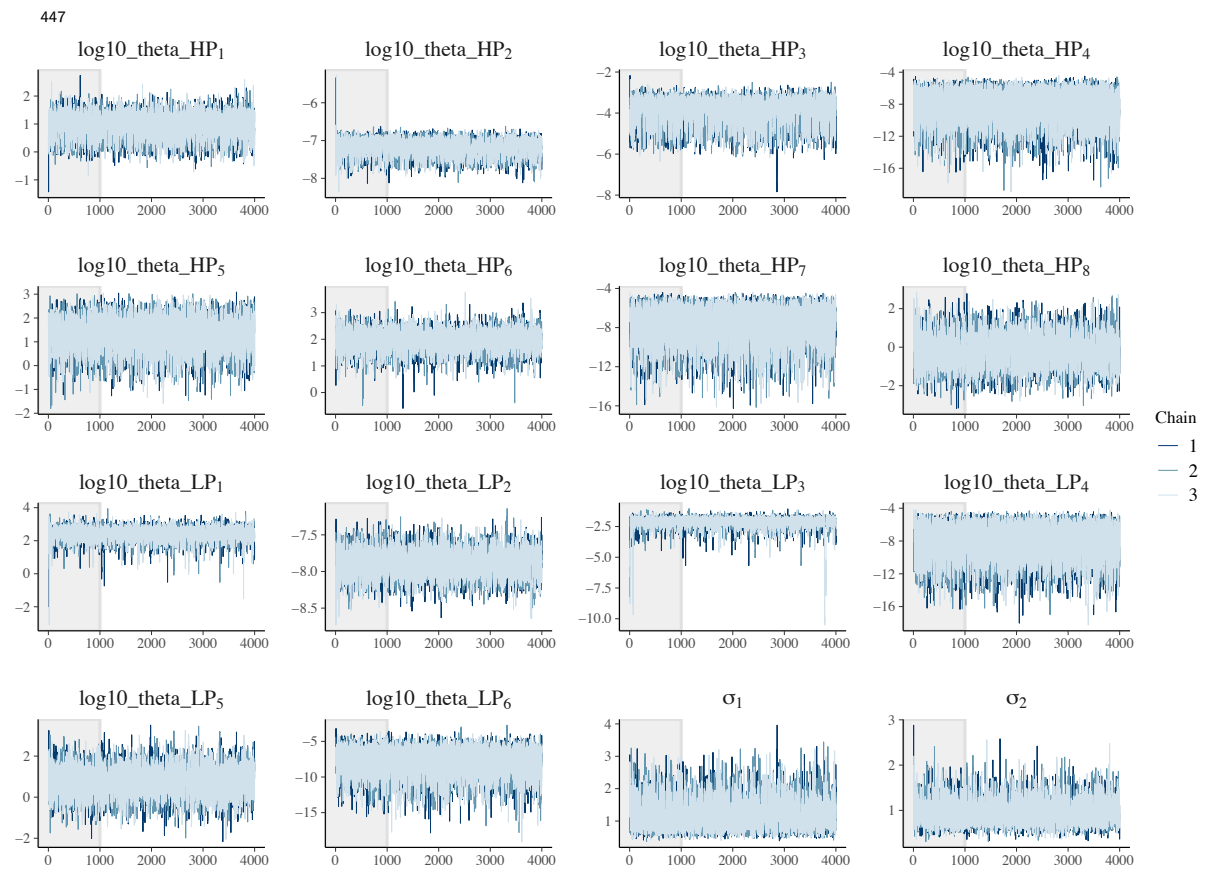 447
log10_theta_HP₁ log10_theta_HP₂ log10_theta_HP₃ log10_theta_HP₄
2 1 0 −1
−6 −7 −8
−2 −4 −6 −8
−4 −8 −12 −16
0 1000 2000 3000 4000 0 1000 2000 3000 4000 0 1000 2000 3000 4000 0 1000 2000 3000 4000
log10_theta_HP₅ log10_theta_HP₆ log10_theta_HP₇ log10_theta_HP₈
3 2 1 0 −1 −2
3 2 1 0
−4 −8 −12 −16
2 0 −2
0 1000 2000 3000 4000 0 1000 2000 3000 4000 0 1000 2000 3000 4000 0 1000 2000 3000 4000
Chain
1
2
3
log10_theta_LP₁ log10_theta_LP₂ log10_theta_LP₃ log10_theta_LP₄
4 2 0 −2
−7.5 −8.0 −8.5
−2.5 −5.0 −7.5 −10.0
−4 −8 −12 −16
0 1000 2000 3000 4000 0 1000 2000 3000 4000 0 1000 2000 3000 4000 0 1000 2000 3000 4000
log10_theta_LP₅ log10_theta_LP₆ σ₁ σ₂
2 0 −2
−5 −10 −15
4 3 2 1
3 2 1
0 1000 2000 3000 4000 0 1000 2000 3000 4000 0 1000 2000 3000 4000 0 1000 2000 3000 4000